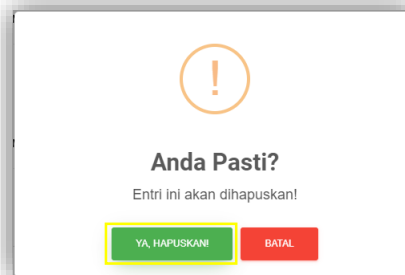 !
Anda Pasti?
Entri ini akan dihapuskan!
YA, HAPUSKAN!
BATAL